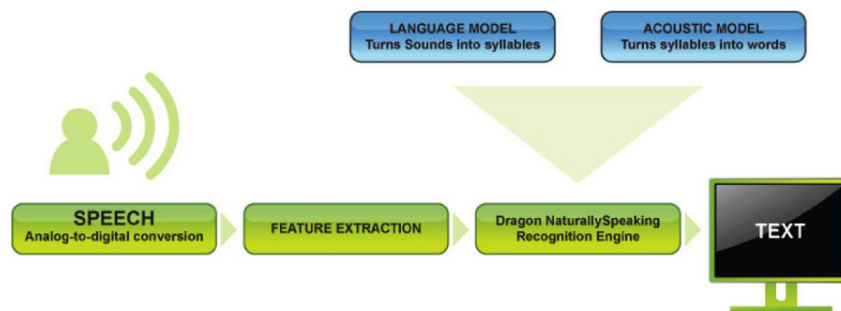 LANGUAGE MODEL
Turns Sounds into syllables
ACOUSTIC MODEL
Turns syllables into words
SPEECH
Analog-to-digital conversion
FEATURE EXTRACTION
Dragon NaturallySpeaking
Recognition Engine
TEXT